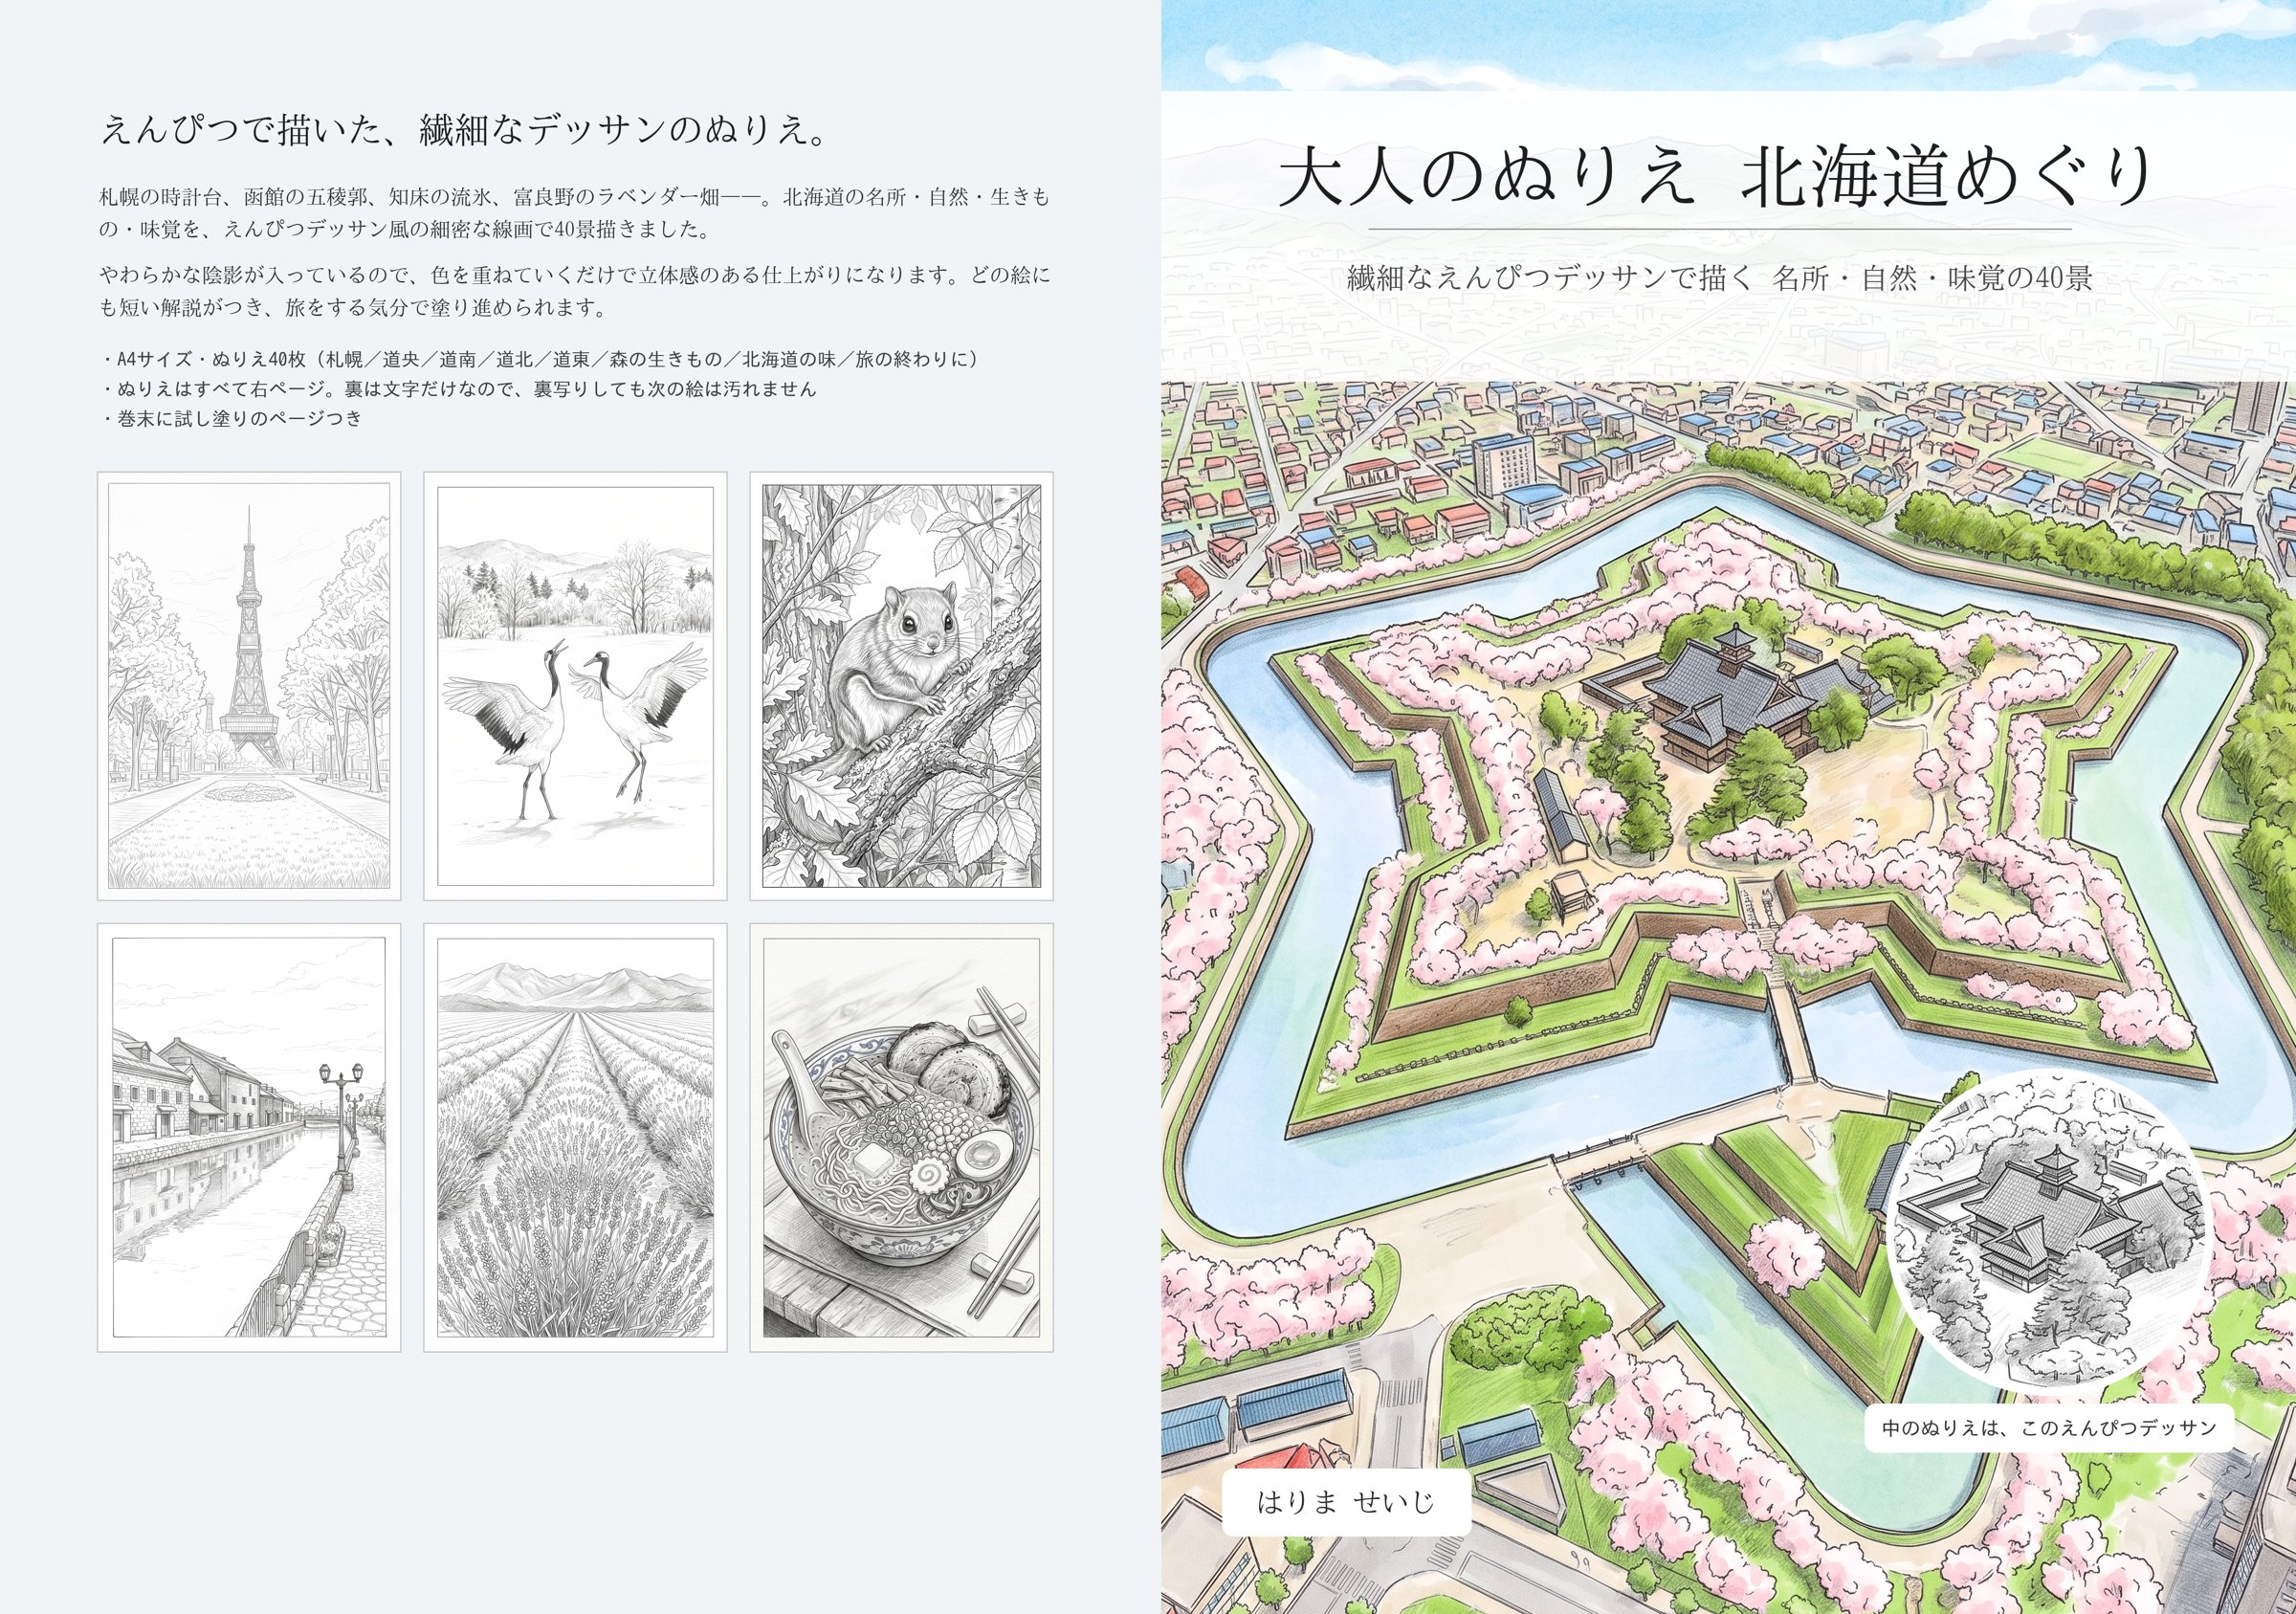 えんぴつで描いた、繊細なデッサンのぬりえ。
札幌の時計台、函館の五稜郭、知床の流氷、富良野のラベンダー畑――。北海道の名所・自然・生きも
の・味覚を、えんぴつデッサン風の細密な線画で40景描きました。
やわらかな陰影が入っているので、色を重ねていくだけで立体感のある仕上がりになります。どの絵に
も短い解説がつき、旅をする気分で塗り進められます。
・A4サイズ・ぬりえ40枚（札幌／道央／道南／道北／道東／森の生きもの／北海道の味／旅の終わりに）
・ぬりえはすべて右ページ。裏は文字だけなので、裏写りしても次の絵は汚れません
・巻末に試し塗りのページつき
大人のぬりえ 北海道めぐり
繊細なえんぴつデッサンで描く 名所・自然・味覚の40景
中のぬりえは、このえんぴつデッサン
はりま せいじ